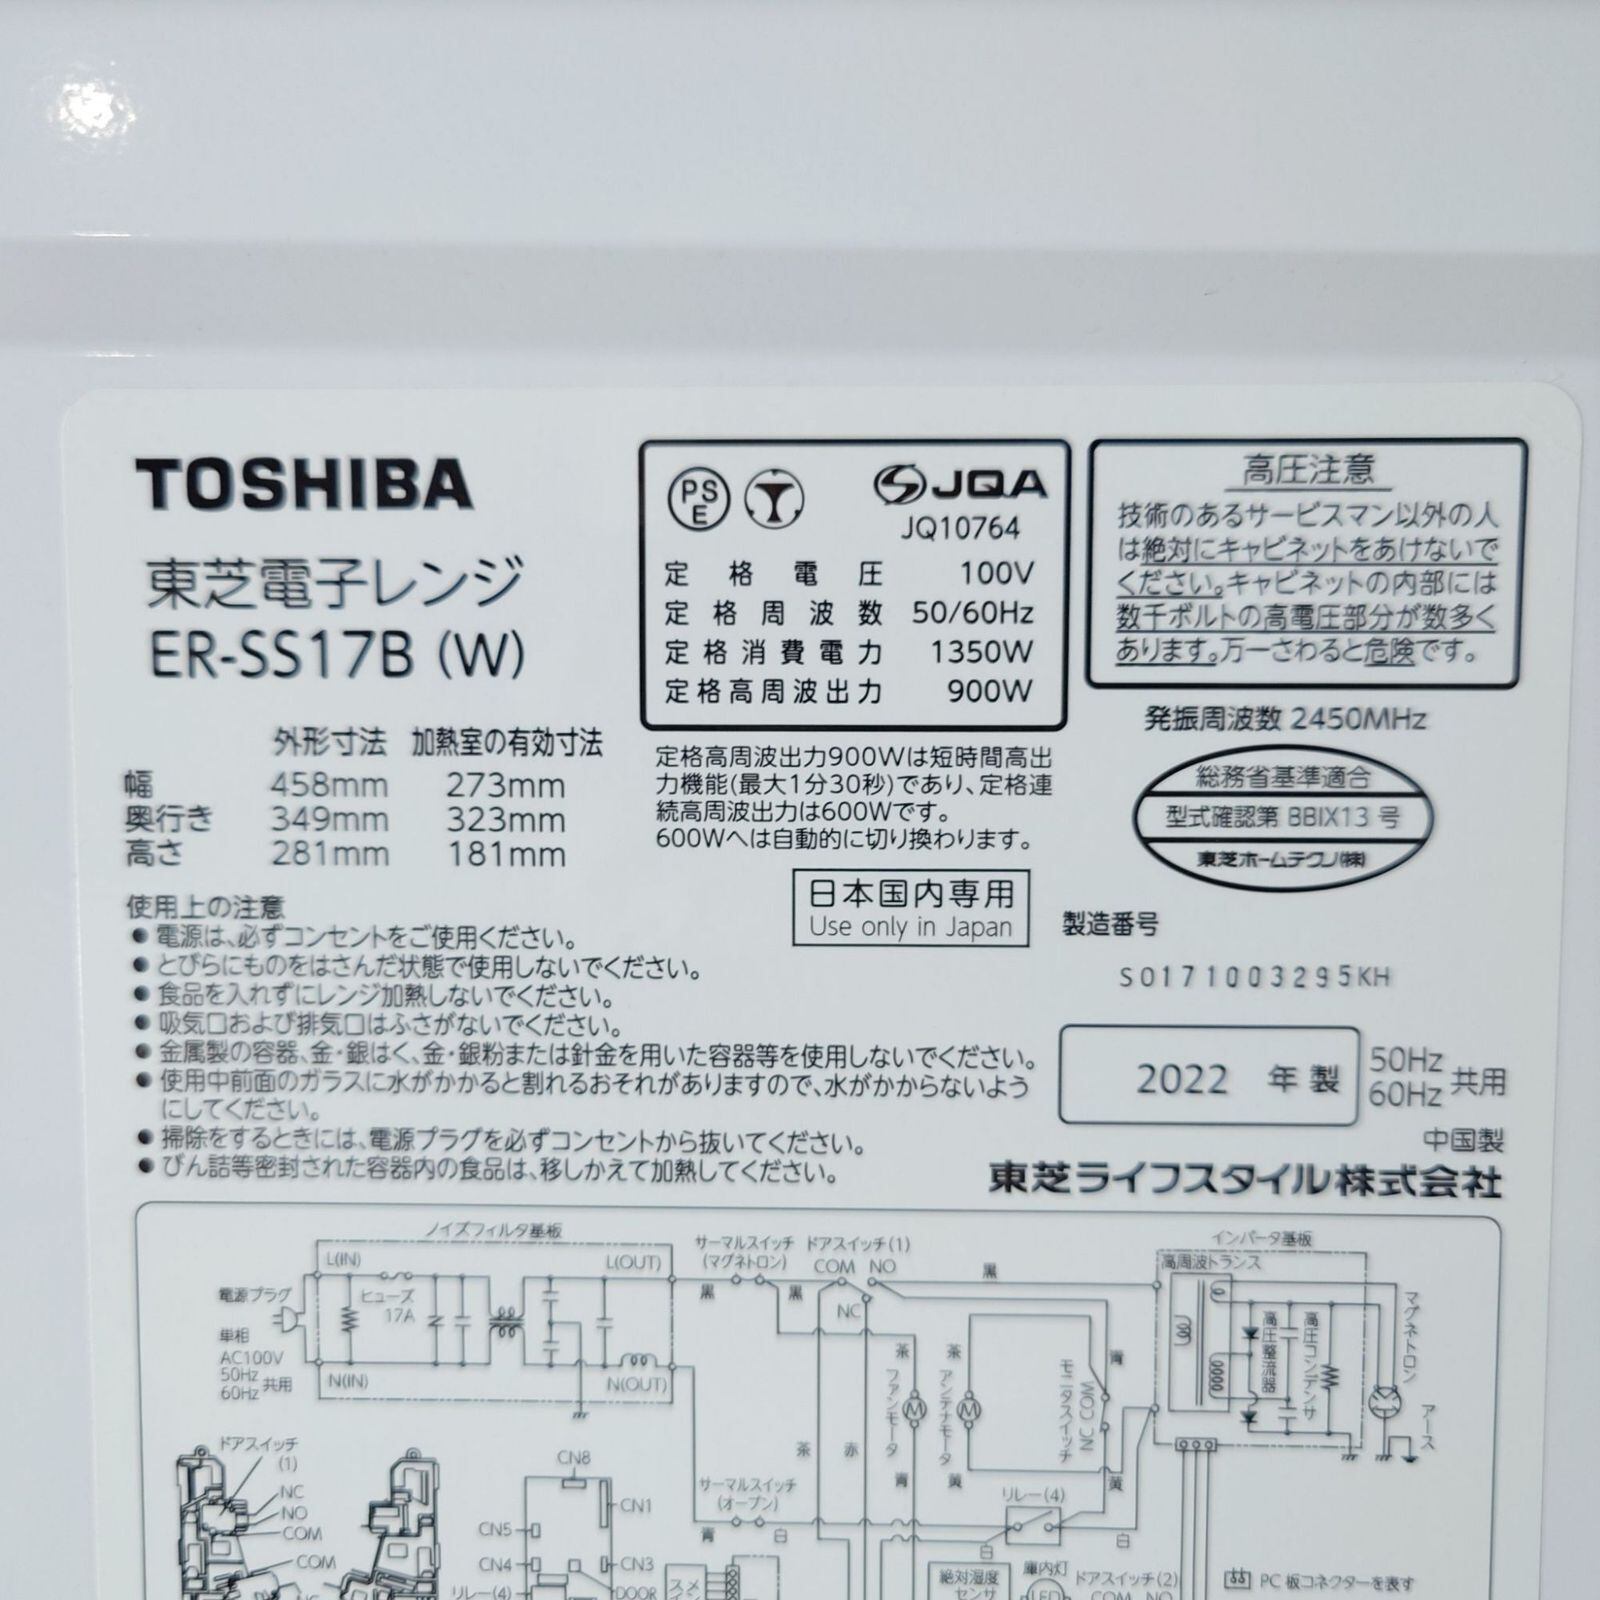 TOSHIBA
東芝電子レンジ
ER-SS17B (W)
外形寸法 加熱室の有効寸法
幅 458mm 273mm
奥行き 349mm 323mm
高さ 281mm 181mm
PS
E
T
JQA
JQ10764
定格電圧 100V
定格周波数 50/60Hz
定格消費電力 1350W
定格高周波出力 900W
定格高周波出力900Wは短時間高出
力機能(最大1分30秒)であり、定格連
続高周波出力は600Wです。
600Wへは自動的に切り換わります。
日本国内専用
Use only in Japan
高圧注意
技術のあるサービスマン以外の人
は絶対にキャビネットをあけないで
ください。キャビネットの内部には
数千ボルトの高電圧部分が数多く
あります。万一さわると危険です。
発振周波数 2450MHz
総務省基準適合
型式確認第 BBIX13 号
東芝ホームテクノ(株)
製造番号
S0171003295KH
2022 年製
50Hz
60Hz 共用
中国製
東芝ライフスタイル株式会社
使用上の注意
●電源は、必ずコンセントをご使用ください。
●とびらにものをはさんだ状態で使用しないでください。
●食品を入れずにレンジ加熱しないでください。
●吸気口および排気口はふさがないでください。
●金属製の容器、金・銀はく、金・銀粉または針金を用いた容器等を使用しないでください。
●使用中前面のガラスに水がかかると割れるおそれがありますので、水がかからないよう
にしてください。
●掃除をするときには、電源プラグを必ずコンセントから抜いてください。
●びん詰等密封された容器内の食品は、移しかえて加熱してください。
ノイズフィルタ基板
L(IN)
L(OUT)
電源プラグ
ヒューズ
17A
単相
AC100V
50Hz
60Hz 共用
N(IN)
N(OUT)
サーマルスイッチ
(マグネトロン)
黒
黒
ドアスイッチ(1)
COM NO
NC
黒
インバータ基板
高周波トランス
高圧整流器
高圧コンデンサ
マグネトロン
アース
茶
ファンモータ
青
茶
アンテナモータ
黄
モニタスイッチ
COM
NC
青
黄
茶
赤
サーマルスイッチ
(オーブン)
青
白
リレー(4)
白
白
ドアスイッチ
(1)
NC
NO
COM
COM
NC
CN8
CN1
CN5
CN4
CN3
リレー(4)
DOOR
絶対湿度
センサ
庫内灯
LED
ドアスイッチ(2)
COM NO
PC 板コネクターを表す